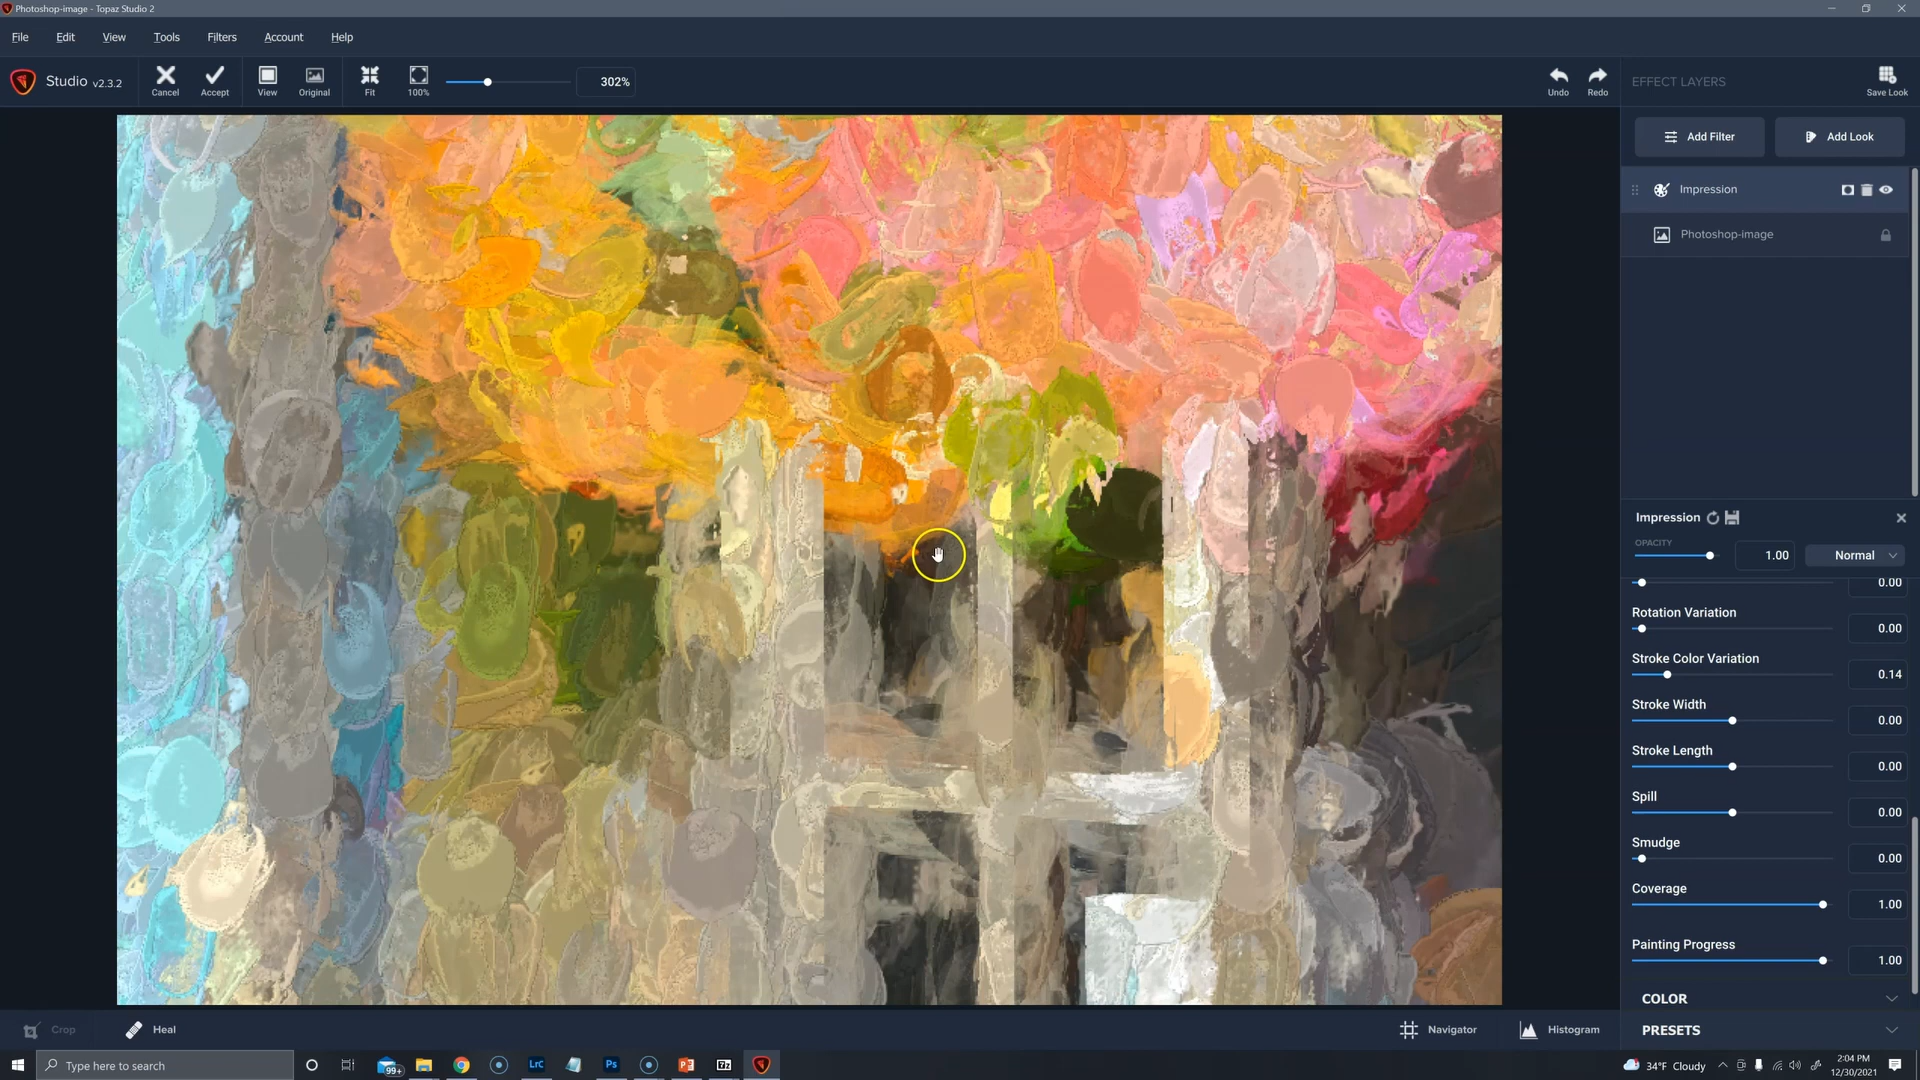 Photoshop-image - Topaz Studio 2
File Edit View Tools Filters Account Help
Studio v2.3.2
Cancel Accept View Original Fit 100% 302% Undo Redo
EFFECT LAYERS
Save Look
Add Filter Add Look
Impression
Photoshop-image
Impression
OPACITY
1.00 Normal
0.00
Rotation Variation
0.00
Stroke Color Variation
0.14
Stroke Width
0.00
Stroke Length
0.00
Spill
0.00
Smudge
0.00
Coverage
1.00
Painting Progress
1.00
COLOR
PRESETS
Crop Heal Navigator Histogram
Type here to search
99+
LrC
Ps
34°F Cloudy
2:04 PM
12/30/2021